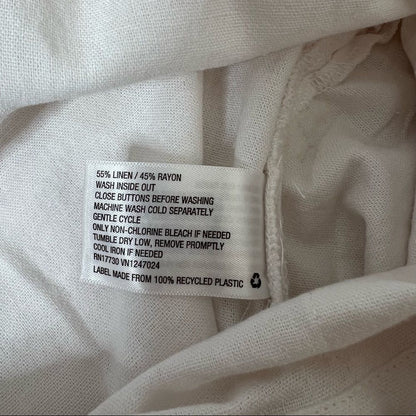 55% LINEN / 45% RAYON
WASH INSIDE OUT
CLOSE BUTTONS BEFORE WASHING
MACHINE WASH COLD SEPARATELY
GENTLE CYCLE
ONLY NON-CHLORINE BLEACH IF NEEDED
TUMBLE DRY LOW, REMOVE PROMPTLY
COOL IRON IF NEEDED
RN17730 VN1247024
LABEL MADE FROM 100% RECYCLED PLASTIC